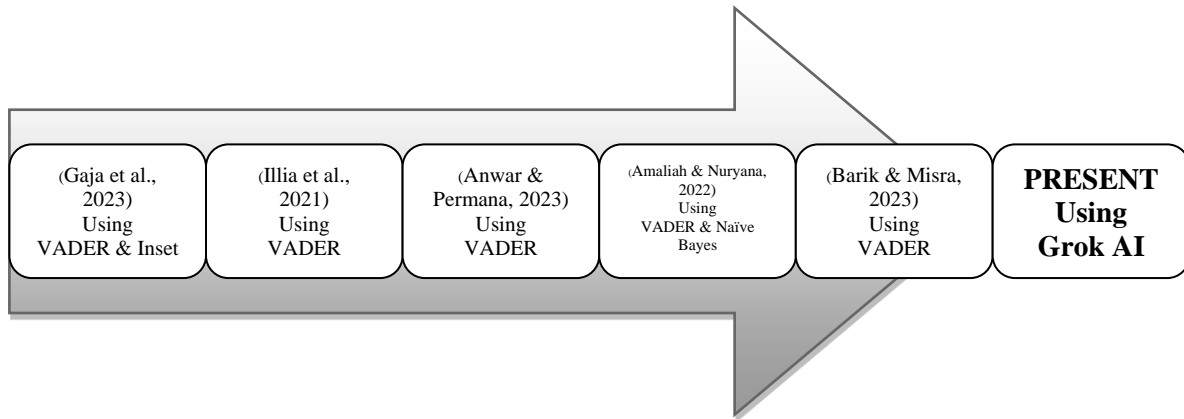 (Gaja et al.,
2023)
Using
VADER & Inset
(Illia et al.,
2021)
Using
VADER
(Anwar &
Permana, 2023)
Using
VADER
(Amaliah & Nuryana,
2022)
Using
VADER & Naïve
Bayes
(Barik & Misra,
2023)
Using
VADER
PRESENT
Using
Grok AI